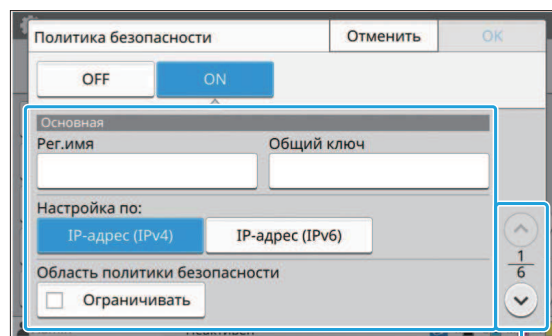 Политика безопасности Отменить OK
OFF ON
Основная
Рег.имя Общий ключ
Настройка по:
IP-адрес (IPv4) IP-адрес (IPv6)
1
6
Область политики безопасности
Ограничивать